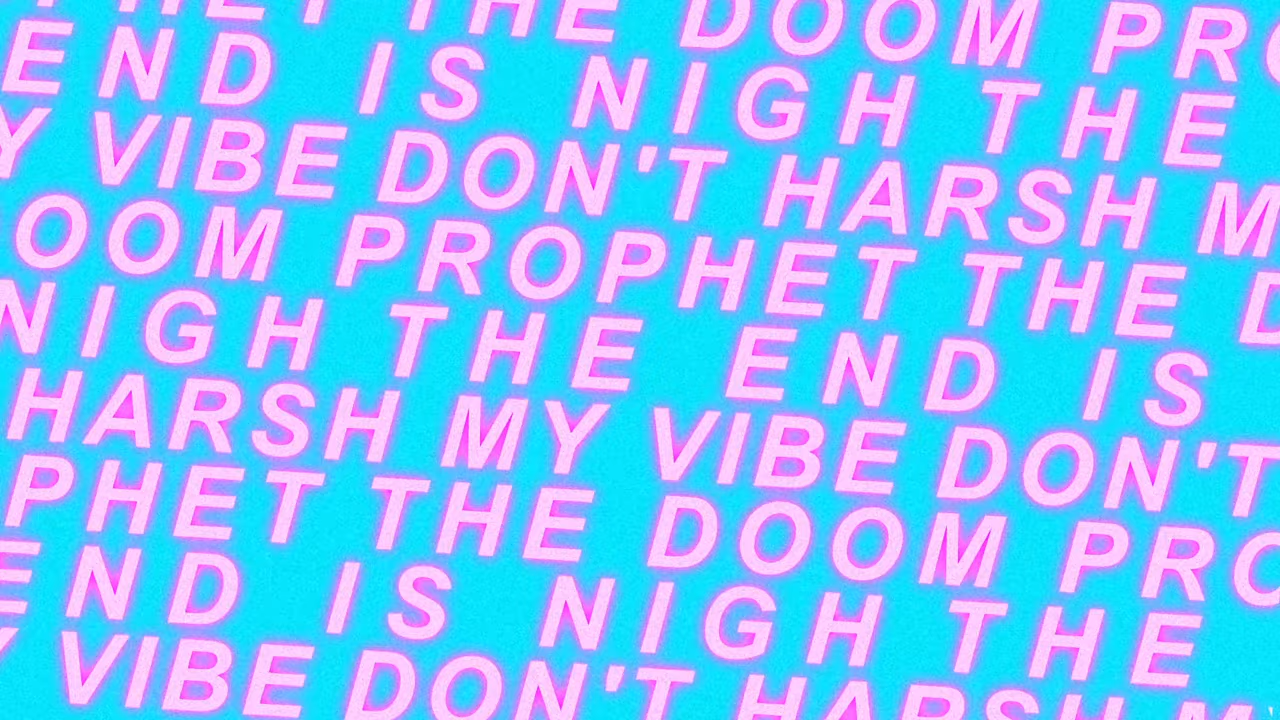 PHET THE DOOM PRO
END IS NIGH THE
Y VIBE DON'T HARSH M
OOM PROPHET THE D
NIGH THE END IS
HARSH MY VIBE DON'T
PHET THE DOOM PRO
END IS NIGH THE
Y VIBE DON'T HARSH M